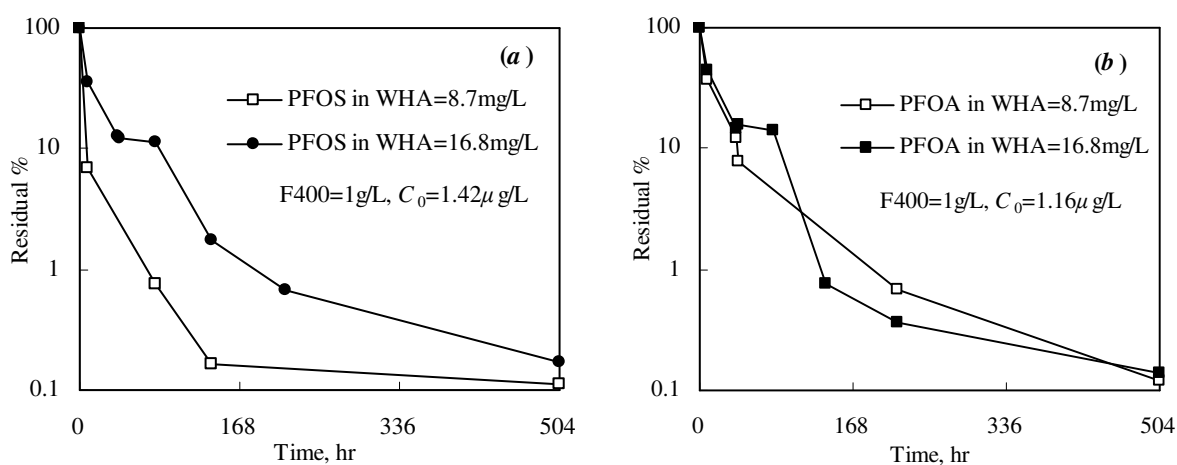 100
10
1
0.1
Residual %
(a)
PFOS in WHA=8.7mg/L
PFOS in WHA=16.8mg/L
F400=1g/L, C0=1.42μg/L
0 168 336 504
Time, hr
100
10
1
0.1
Residual %
(b)
PFOA in WHA=8.7mg/L
PFOA in WHA=16.8mg/L
F400=1g/L, C0=1.16μg/L
0 168 336 504
Time, hr